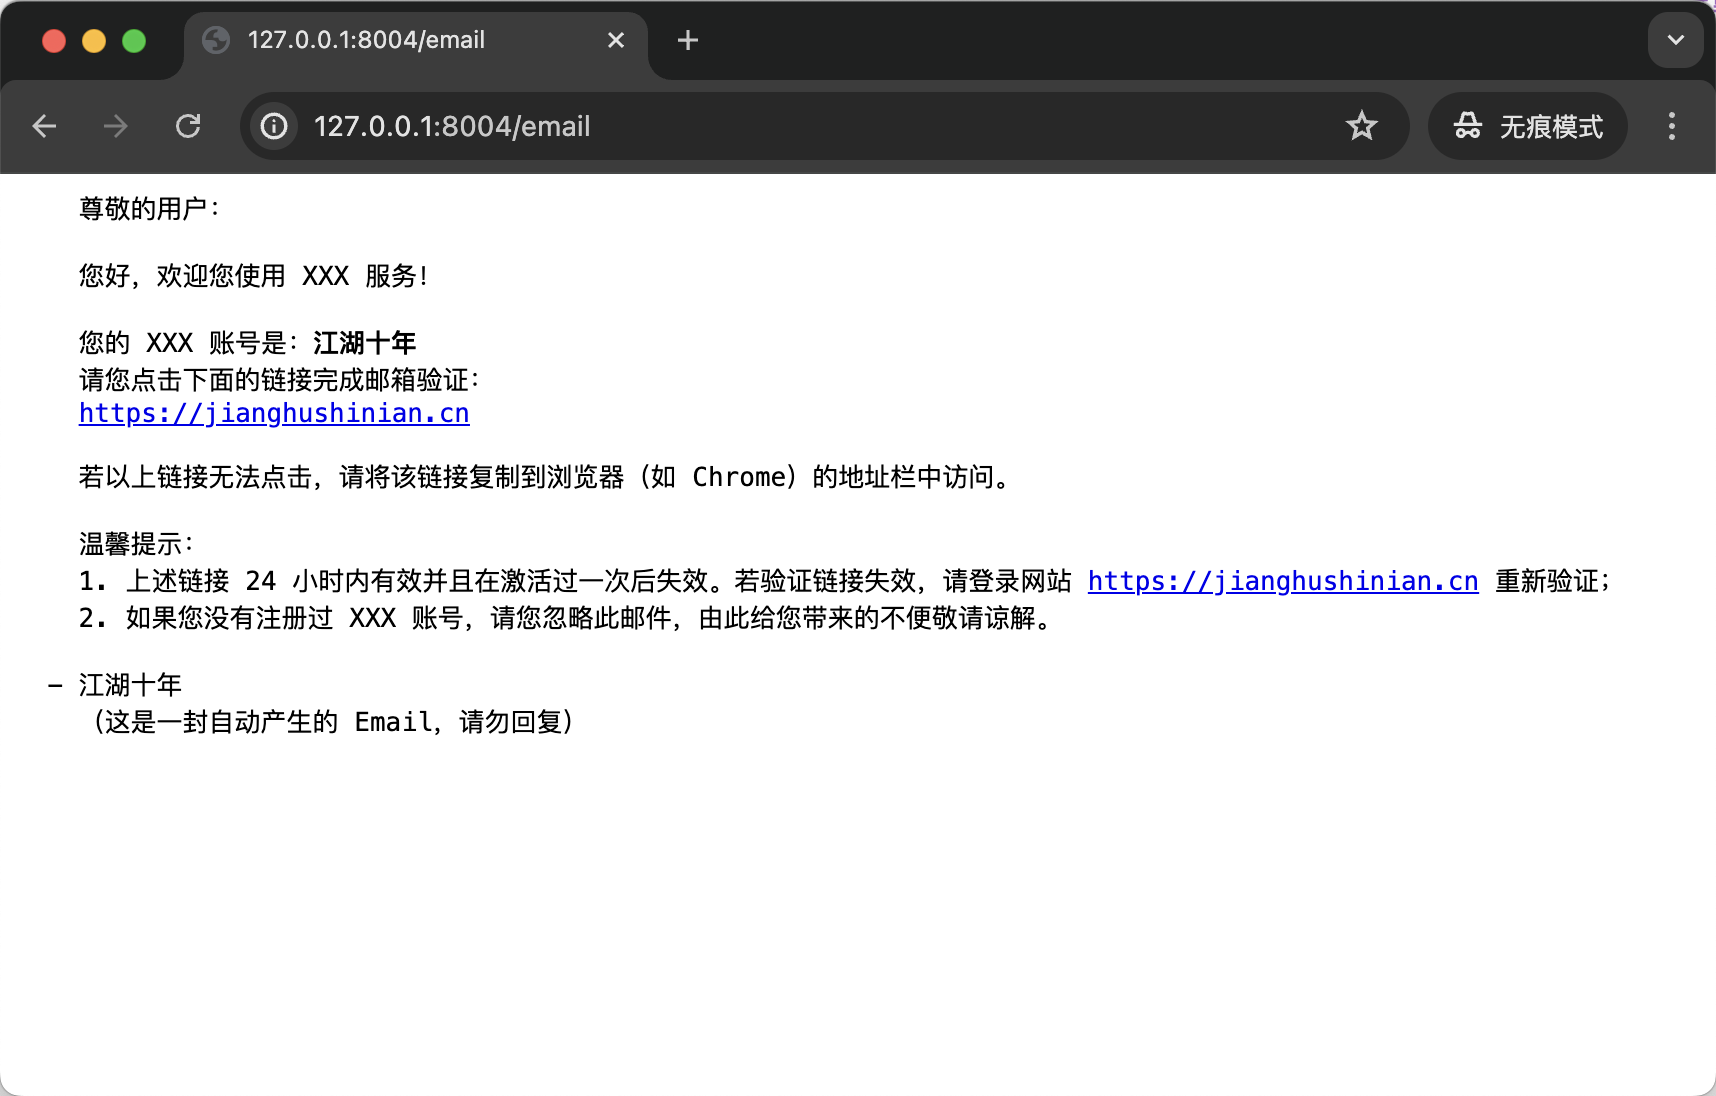 127.0.0.1:8004/email
127.0.0.1:8004/email
无痕模式
尊敬的用户：
您好，欢迎您使用 XXX 服务！
您的 XXX 账号是：江湖十年
请您点击下面的链接完成邮箱验证：
https://jianghushinian.cn
若以上链接无法点击，请将该链接复制到浏览器（如 Chrome）的地址栏中访问。
温馨提示：
1. 上述链接 24 小时内有效并且在激活过一次后失效。若验证链接失效，请登录网站 https://jianghushinian.cn 重新验证；
2. 如果您没有注册过 XXX 账号，请您忽略此邮件，由此给您带来的不便敬请谅解。
- 江湖十年
（这是一封自动产生的 Email，请勿回复）